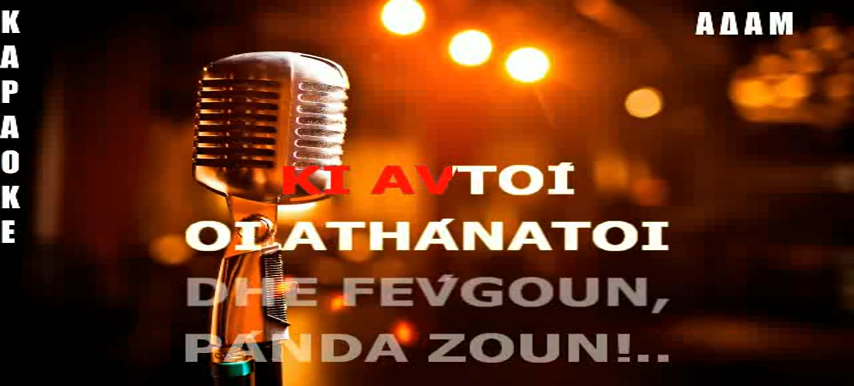 ΚΑΡΑΟΚΕ
ΑΔΑΜ
KI AVTOÍ
OI ATHÁNATOI
DHE FEVGOUN,
PÁNDA ZOUN!..